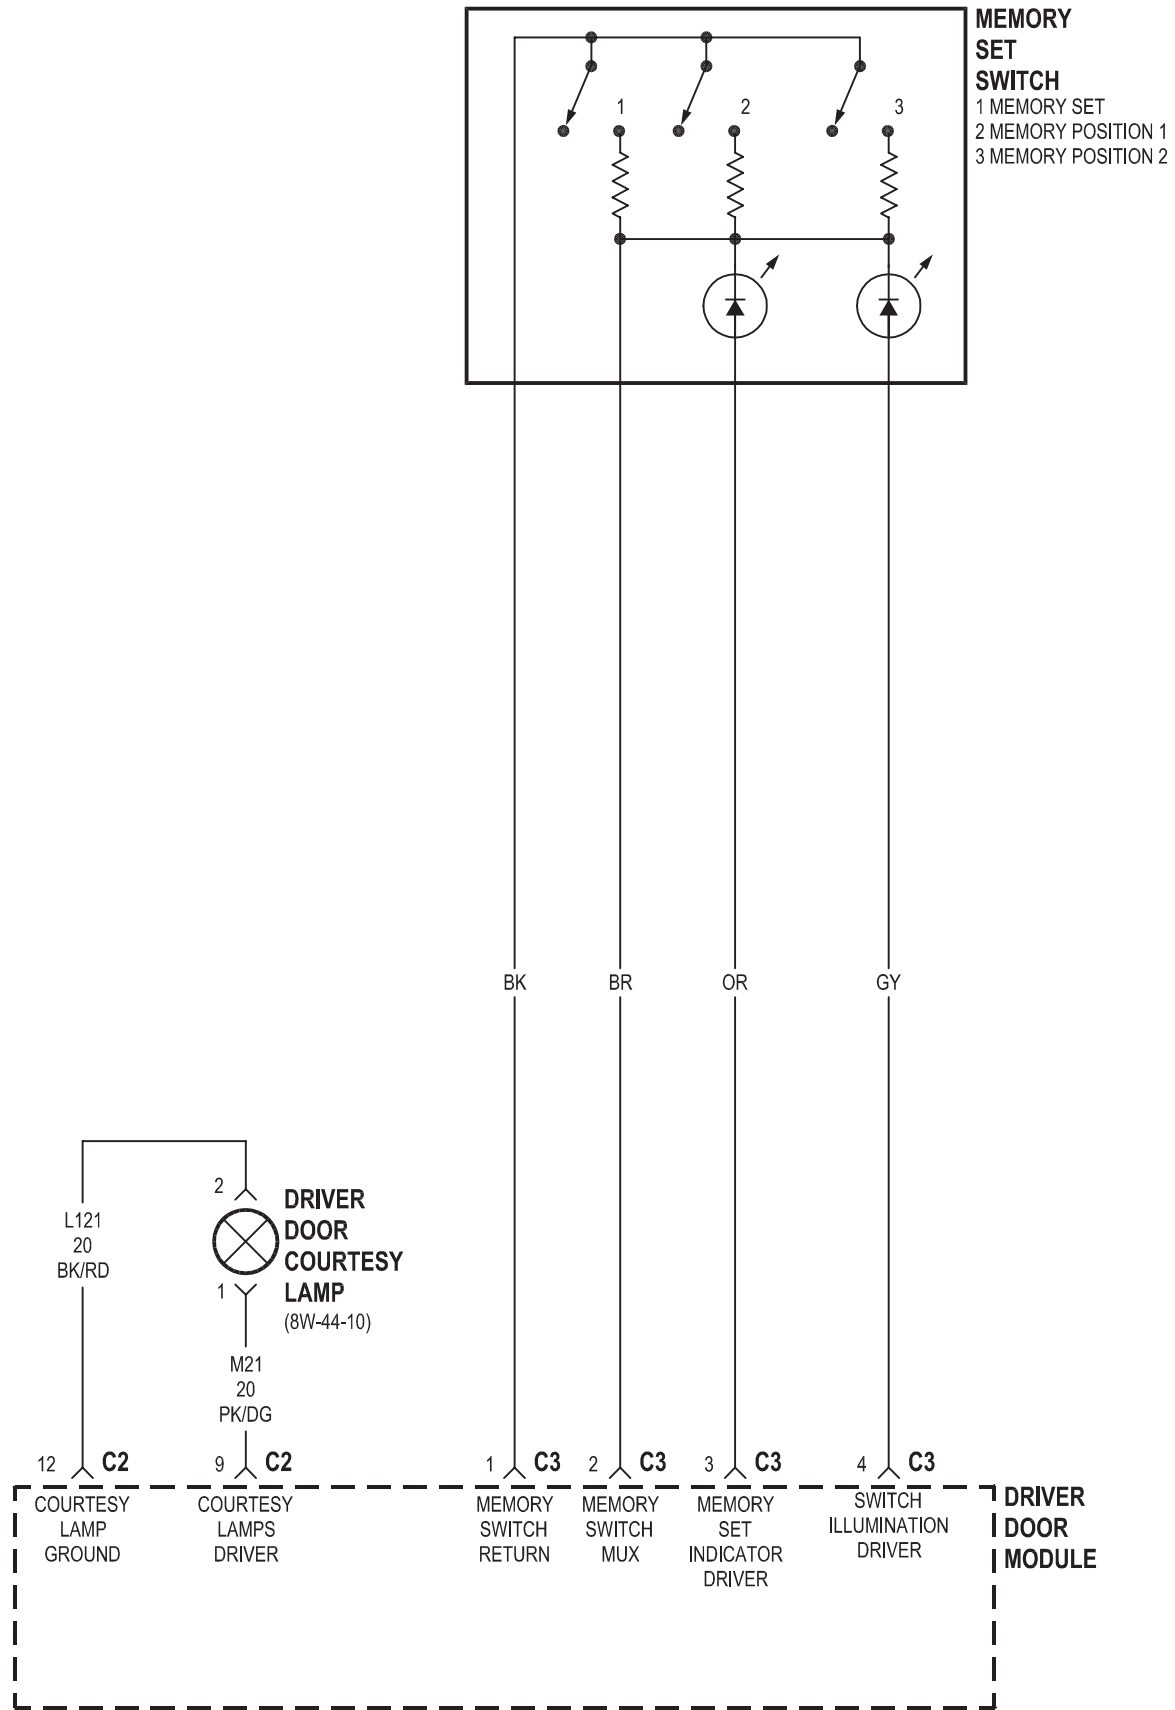 MEMORY
SET
SWITCH
1 MEMORY SET
2 MEMORY POSITION 1
3 MEMORY POSITION 2
1
2
3
BK
BR
OR
GY
2
DRIVER
DOOR
COURTESY
LAMP
(8W-44-10)
1
L121
20
BK/RD
M21
20
PK/DG
12 C2
9 C2
1 C3
2 C3
3 C3
4 C3
COURTESY
LAMP
GROUND
COURTESY
LAMPS
DRIVER
MEMORY
SWITCH
RETURN
MEMORY
SWITCH
MUX
MEMORY
SET
INDICATOR
DRIVER
SWITCH
ILLUMINATION
DRIVER
DRIVER
DOOR
MODULE